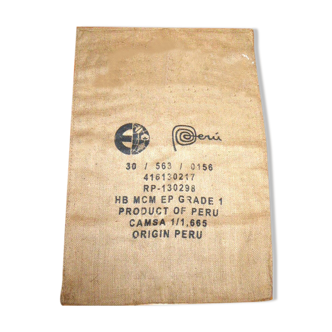 Perú
30 / 563 / 0156
416130217
RP-130298
HB MCM EP GRADE 1
PRODUCT OF PERU
CAMSA 1/1,665
ORIGIN PERU